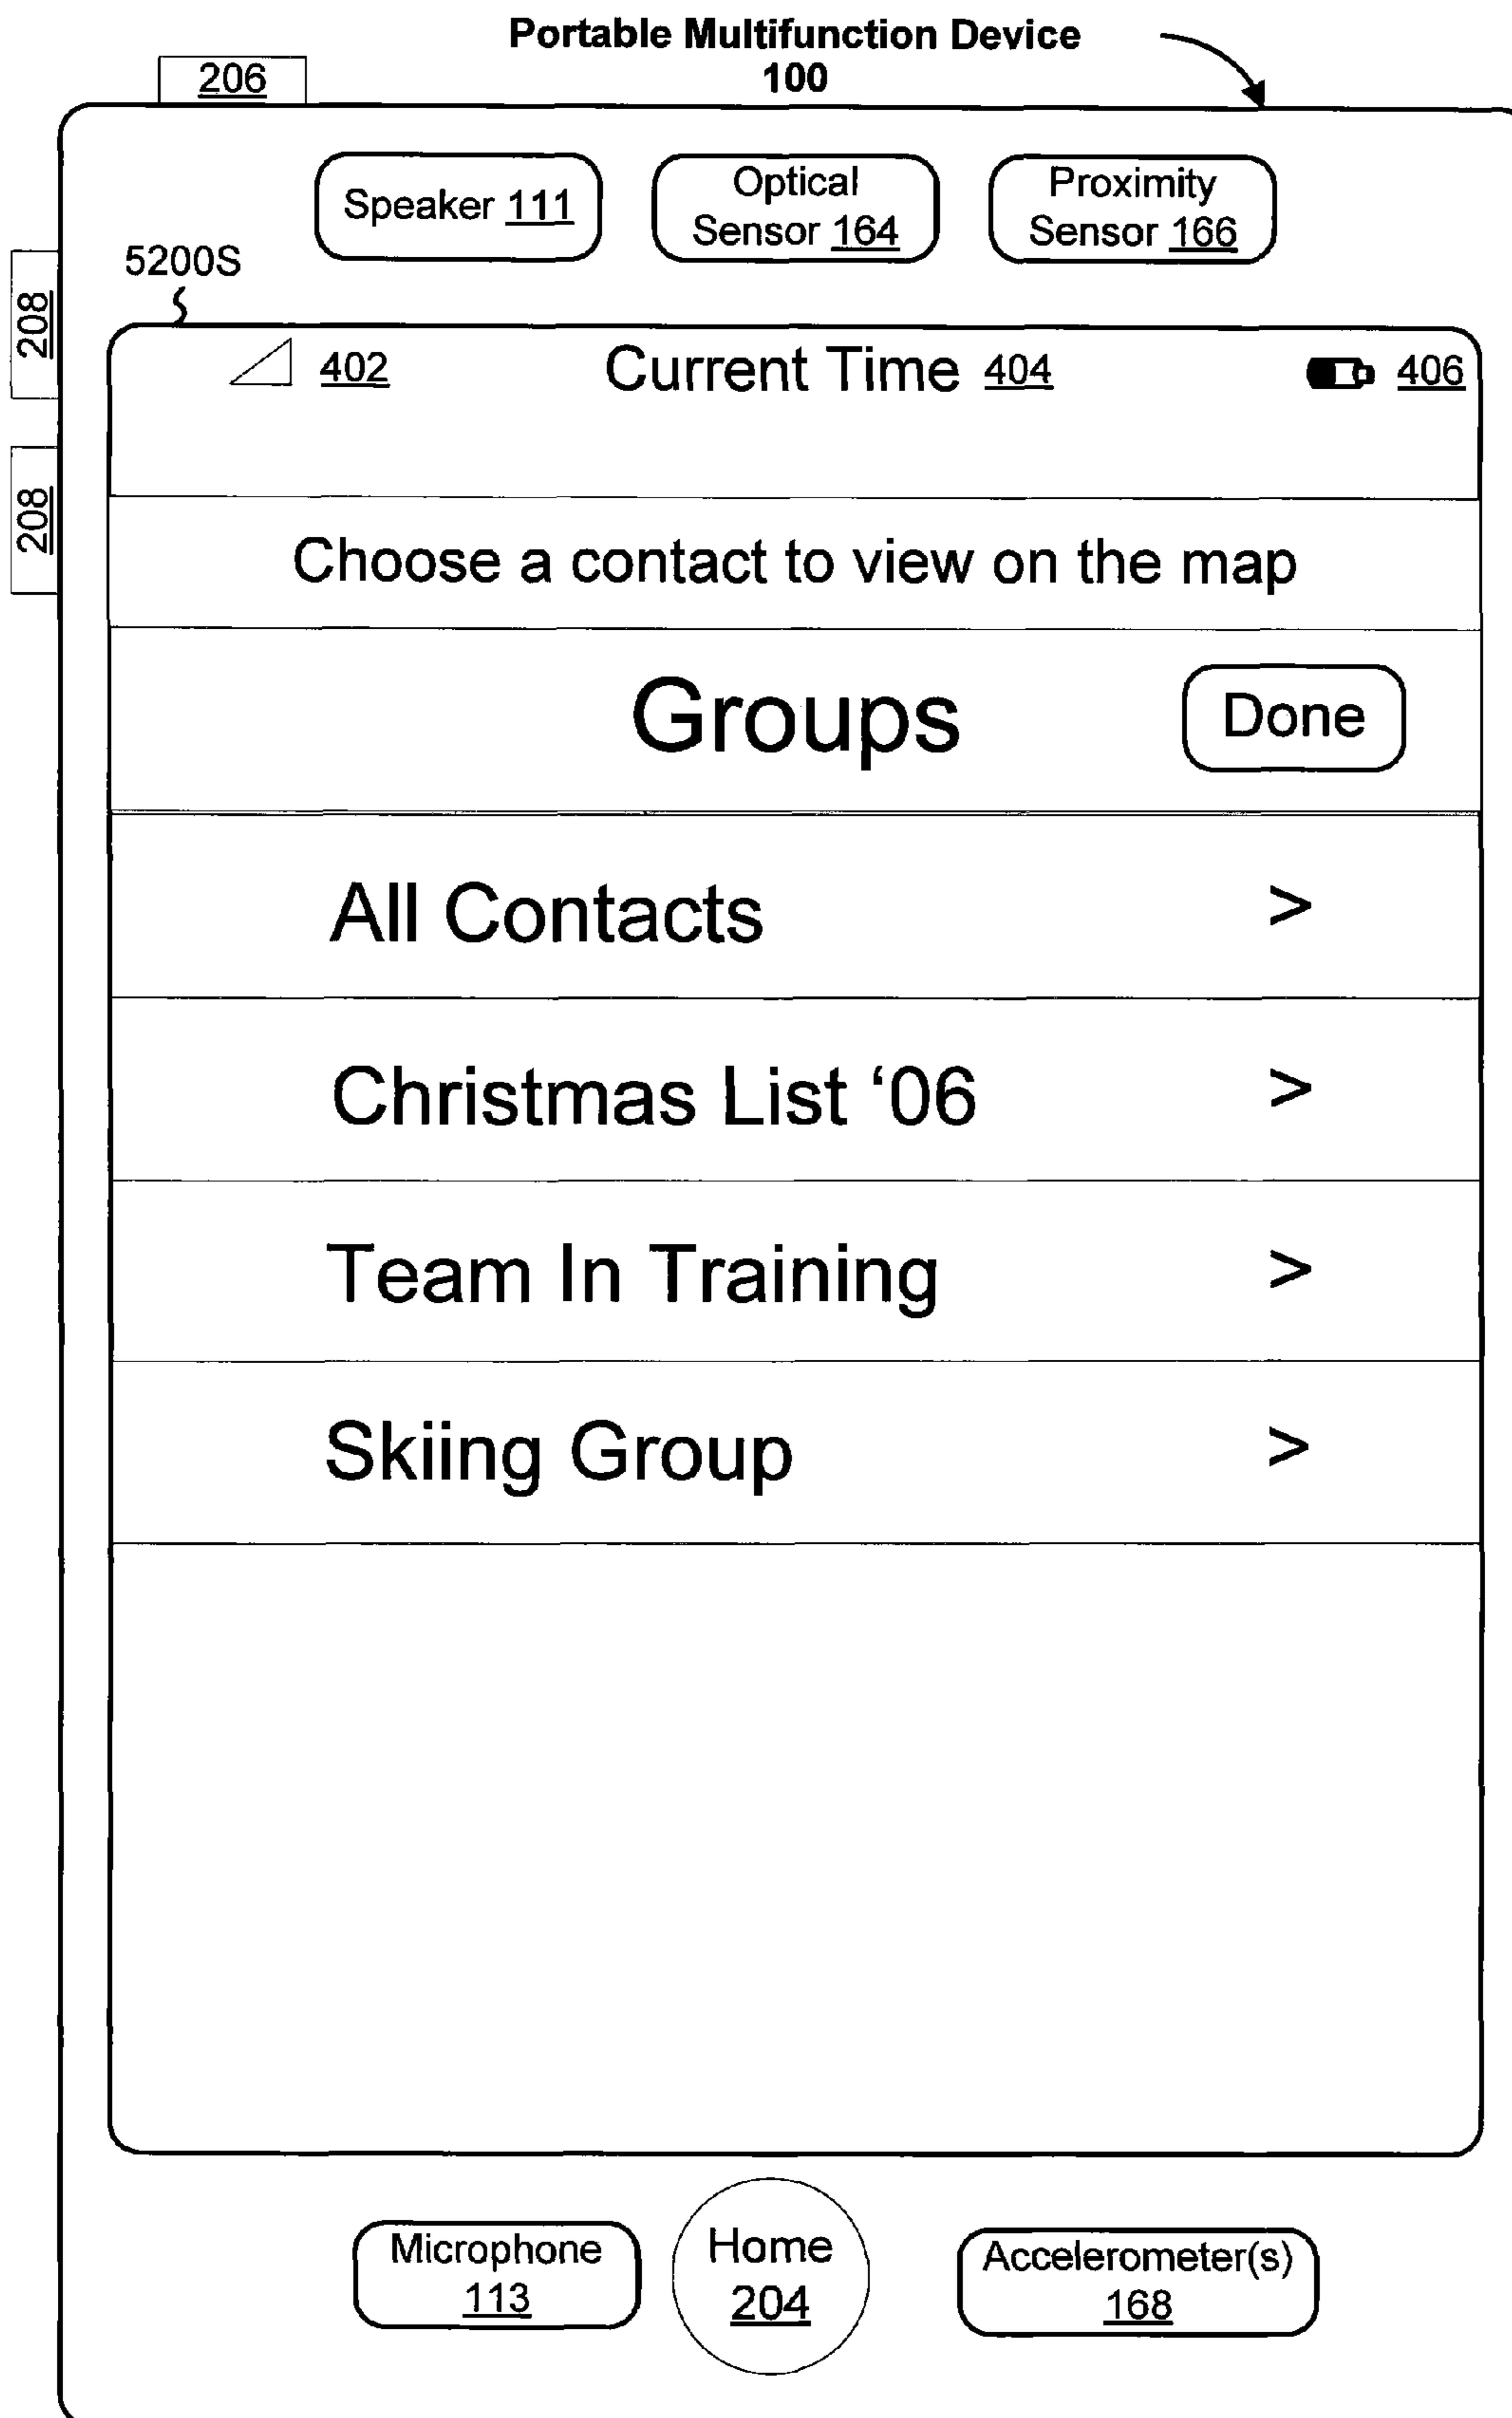 Portable Multifunction Device
100
206
Speaker 111
Optical
Sensor 164
Proximity
Sensor 166
5200S
208
208
402
Current Time 404
406
Choose a contact to view on the map
Groups
Done
All Contacts >
Christmas List ‘06 >
Team In Training >
Skiing Group >
Microphone
113
Home
204
Accelerometer(s)
168